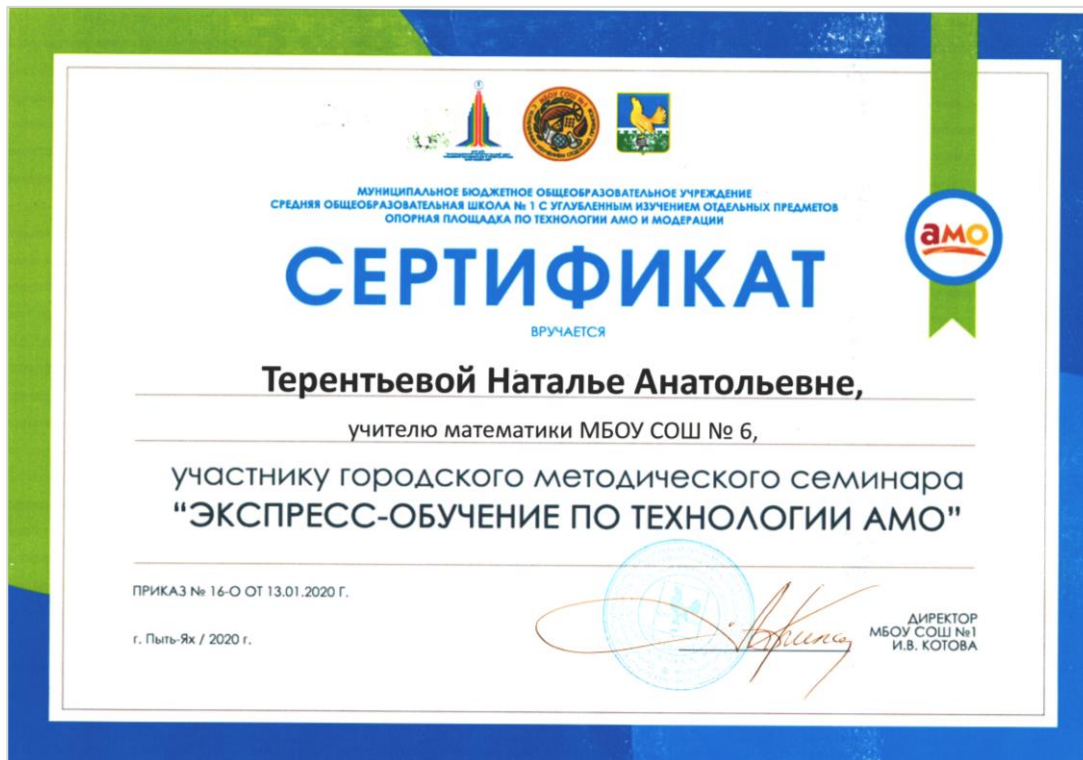 МУНИЦИПАЛЬНОЕ БЮДЖЕТНОЕ ОБЩЕОБРАЗОВАТЕЛЬНОЕ УЧРЕЖДЕНИЕ
СРЕДНЯЯ ОБЩЕОБРАЗОВАТЕЛЬНАЯ ШКОЛА № 1 С УГЛУБЛЕННЫМ ИЗУЧЕНИЕМ ОТДЕЛЬНЫХ ПРЕДМЕТОВ
ОПОРНАЯ ПЛОЩАДКА ПО ТЕХНОЛОГИИ АМО И МОДЕРАЦИИ
амо
СЕРТИФИКАТ
ВРУЧАЕТСЯ
Терентьевой Наталье Анатольевне,
учителю математики МБОУ СОШ № 6,
участнику городского методического семинара
“ЭКСПРЕСС-ОБУЧЕНИЕ ПО ТЕХНОЛОГИИ АМО”
ПРИКАЗ № 16-О ОТ 13.01.2020 Г.
г. Пыть-Ях / 2020 г.
ДИРЕКТОР
МБОУ СОШ №1
И.В. КОТОВА